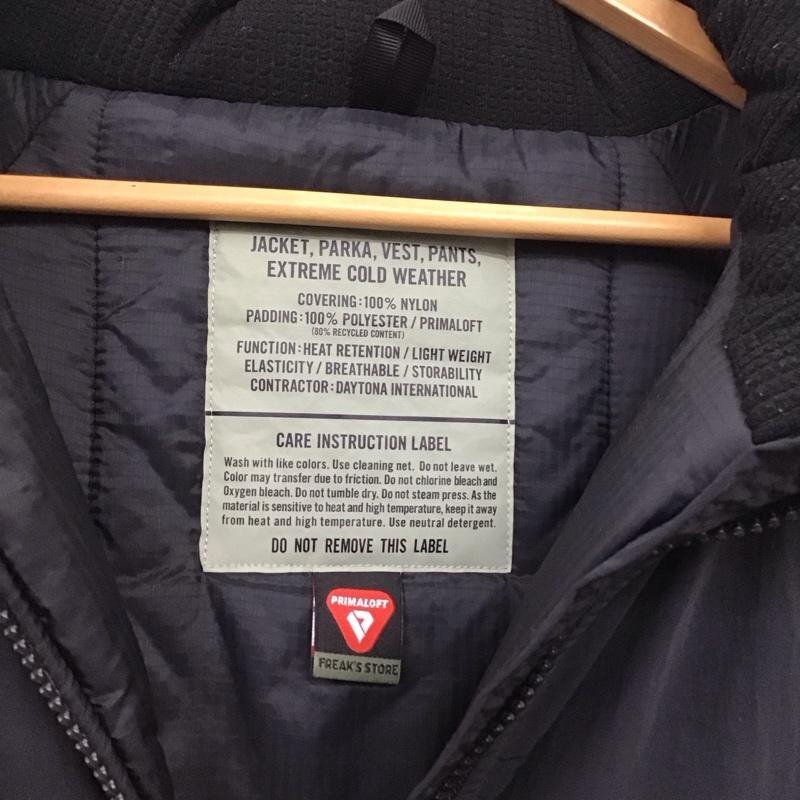 JACKET, PARKA, VEST, PANTS,
EXTREME COLD WEATHER
COVERING:100% NYLON
PADDING:100% POLYESTER / PRIMALOFT
(80% RECYCLED CONTENT)
FUNCTION:HEAT RETENTION / LIGHT WEIGHT
ELASTICITY / BREATHABLE / STORABILITY
CONTRACTOR:DAYTONA INTERNATIONAL
CARE INSTRUCTION LABEL
Wash with like colors. Use cleaning net. Do not leave wet.
Color may transfer due to friction. Do not chlorine bleach and
Oxygen bleach. Do not tumble dry. Do not steam press. As the
material is sensitive to heat and high temperature, keep it away
from heat and high temperature. Use neutral detergent.
DO NOT REMOVE THIS LABEL
PRIMALOFT
FREAK'S STORE